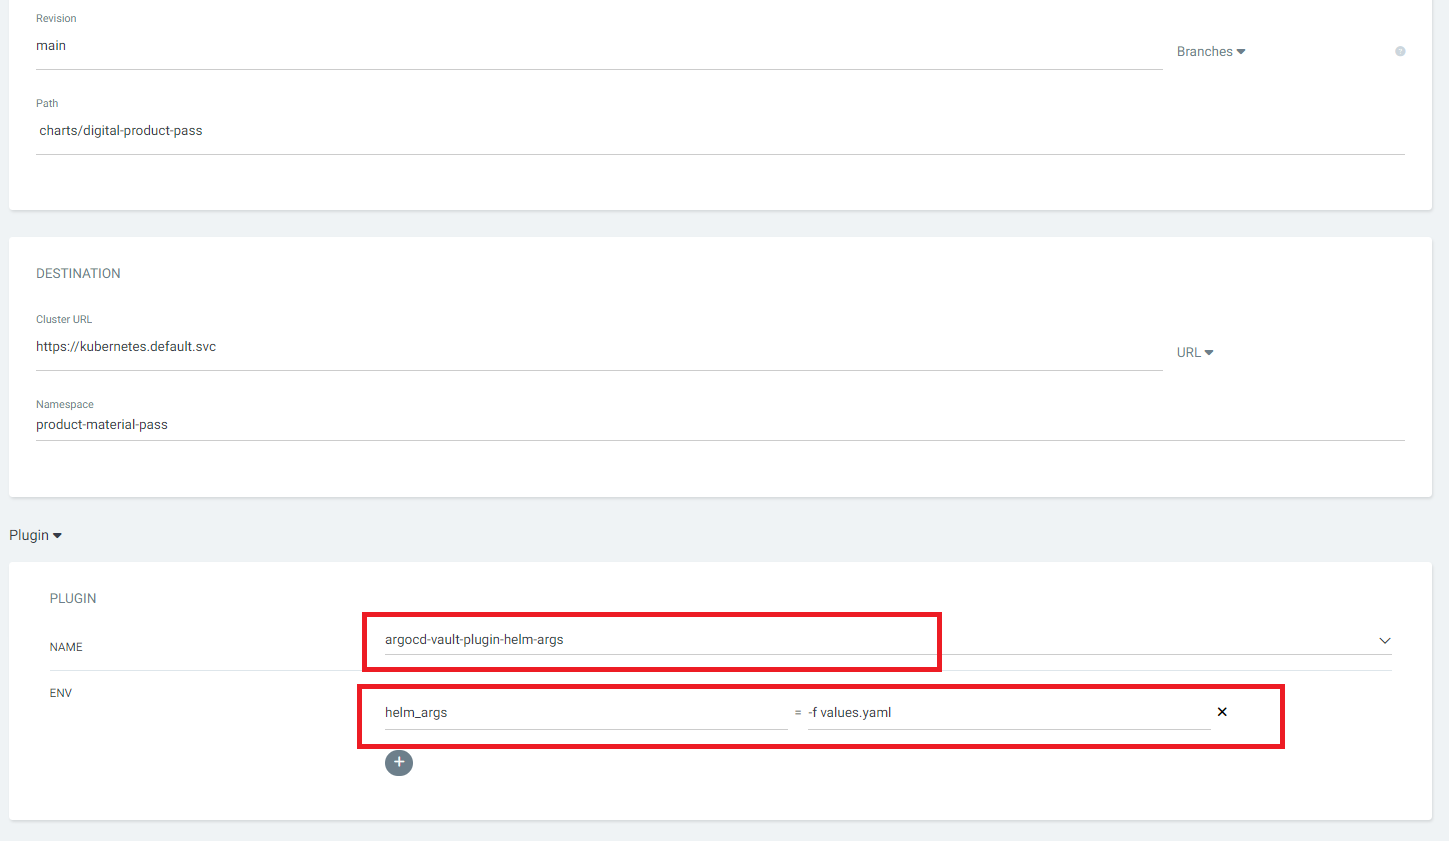 Revision
main
Branches
Path
charts/digital-product-pass
DESTINATION
Cluster URL
https://kubernetes.default.svc
URL
Namespace
product-material-pass
Plugin
PLUGIN
NAME
argocd-vault-plugin-helm-args
ENV
helm_args = -f values.yaml